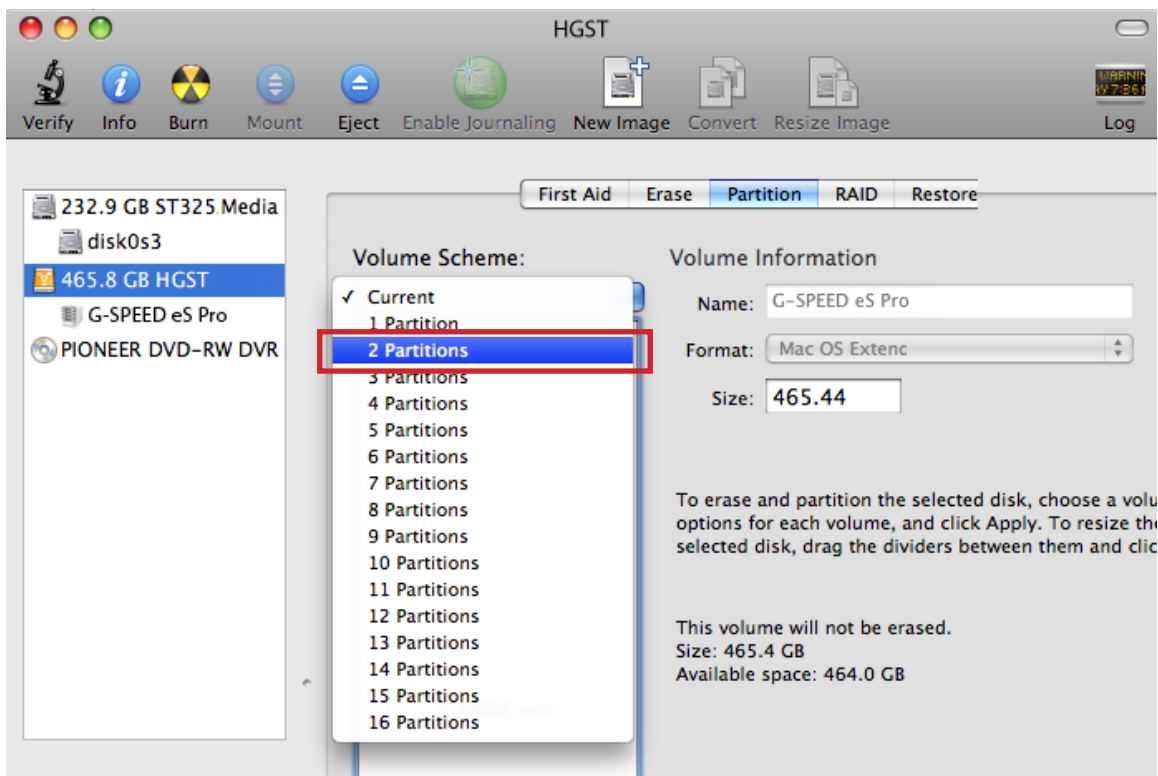 HGST
Verify Info Burn Mount Eject Enable Journaling New Image Convert Resize Image Log
WARNIN
First Aid Erase Partition RAID Restore
232.9 GB ST325 Media
disk0s3
465.8 GB HGST
G-SPEED eS Pro
PIONEER DVD-RW DVR
Volume Scheme:
✓ Current
1 Partition
2 Partitions
3 Partitions
4 Partitions
5 Partitions
6 Partitions
7 Partitions
8 Partitions
9 Partitions
10 Partitions
11 Partitions
12 Partitions
13 Partitions
14 Partitions
15 Partitions
16 Partitions
Volume Information
Name: G-SPEED eS Pro
Format: Mac OS Extenc
Size: 465.44
To erase and partition the selected disk, choose a volu
options for each volume, and click Apply. To resize the
selected disk, drag the dividers between them and clic
This volume will not be erased.
Size: 465.4 GB
Available space: 464.0 GB